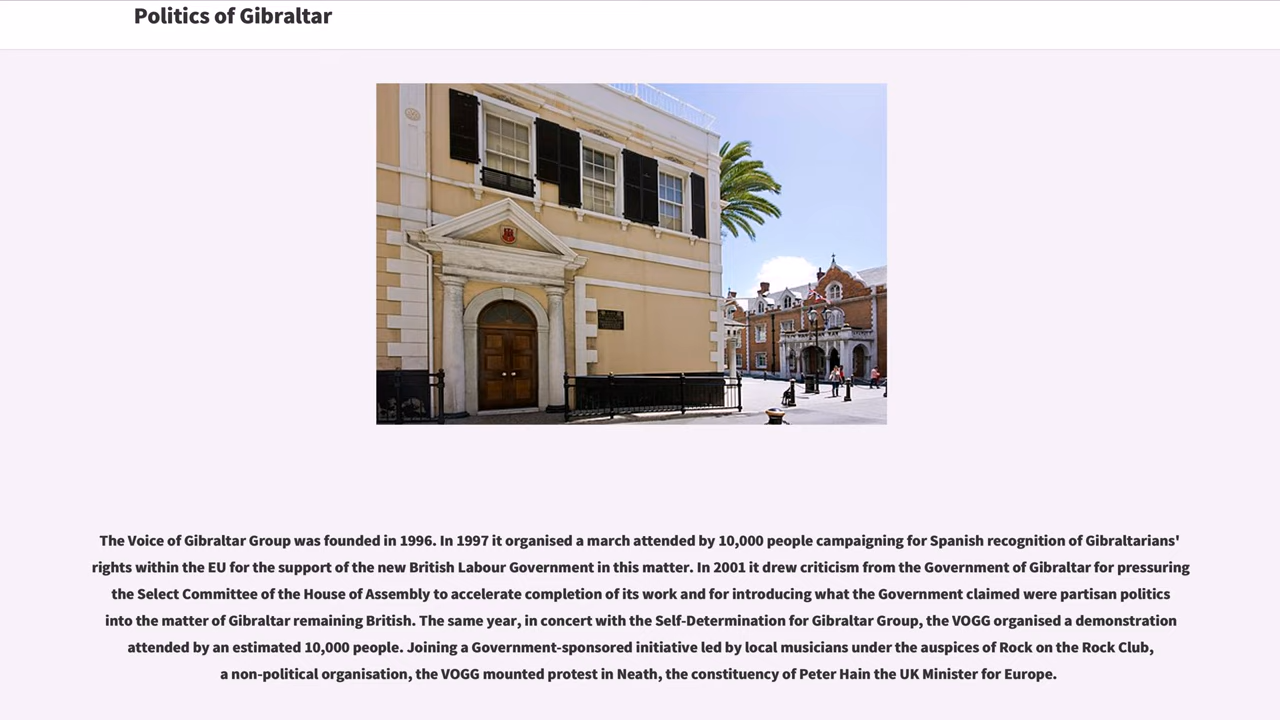 Politics of Gibraltar
The Voice of Gibraltar Group was founded in 1996. In 1997 it organised a march attended by 10,000 people campaigning for Spanish recognition of Gibraltarians'
rights within the EU for the support of the new British Labour Government in this matter. In 2001 it drew criticism from the Government of Gibraltar for pressuring
the Select Committee of the House of Assembly to accelerate completion of its work and for introducing what the Government claimed were partisan politics
into the matter of Gibraltar remaining British. The same year, in concert with the Self-Determination for Gibraltar Group, the VOGG organised a demonstration
attended by an estimated 10,000 people. Joining a Government-sponsored initiative led by local musicians under the auspices of Rock on the Rock Club,
a non-political organisation, the VOGG mounted protest in Neath, the constituency of Peter Hain the UK Minister for Europe.